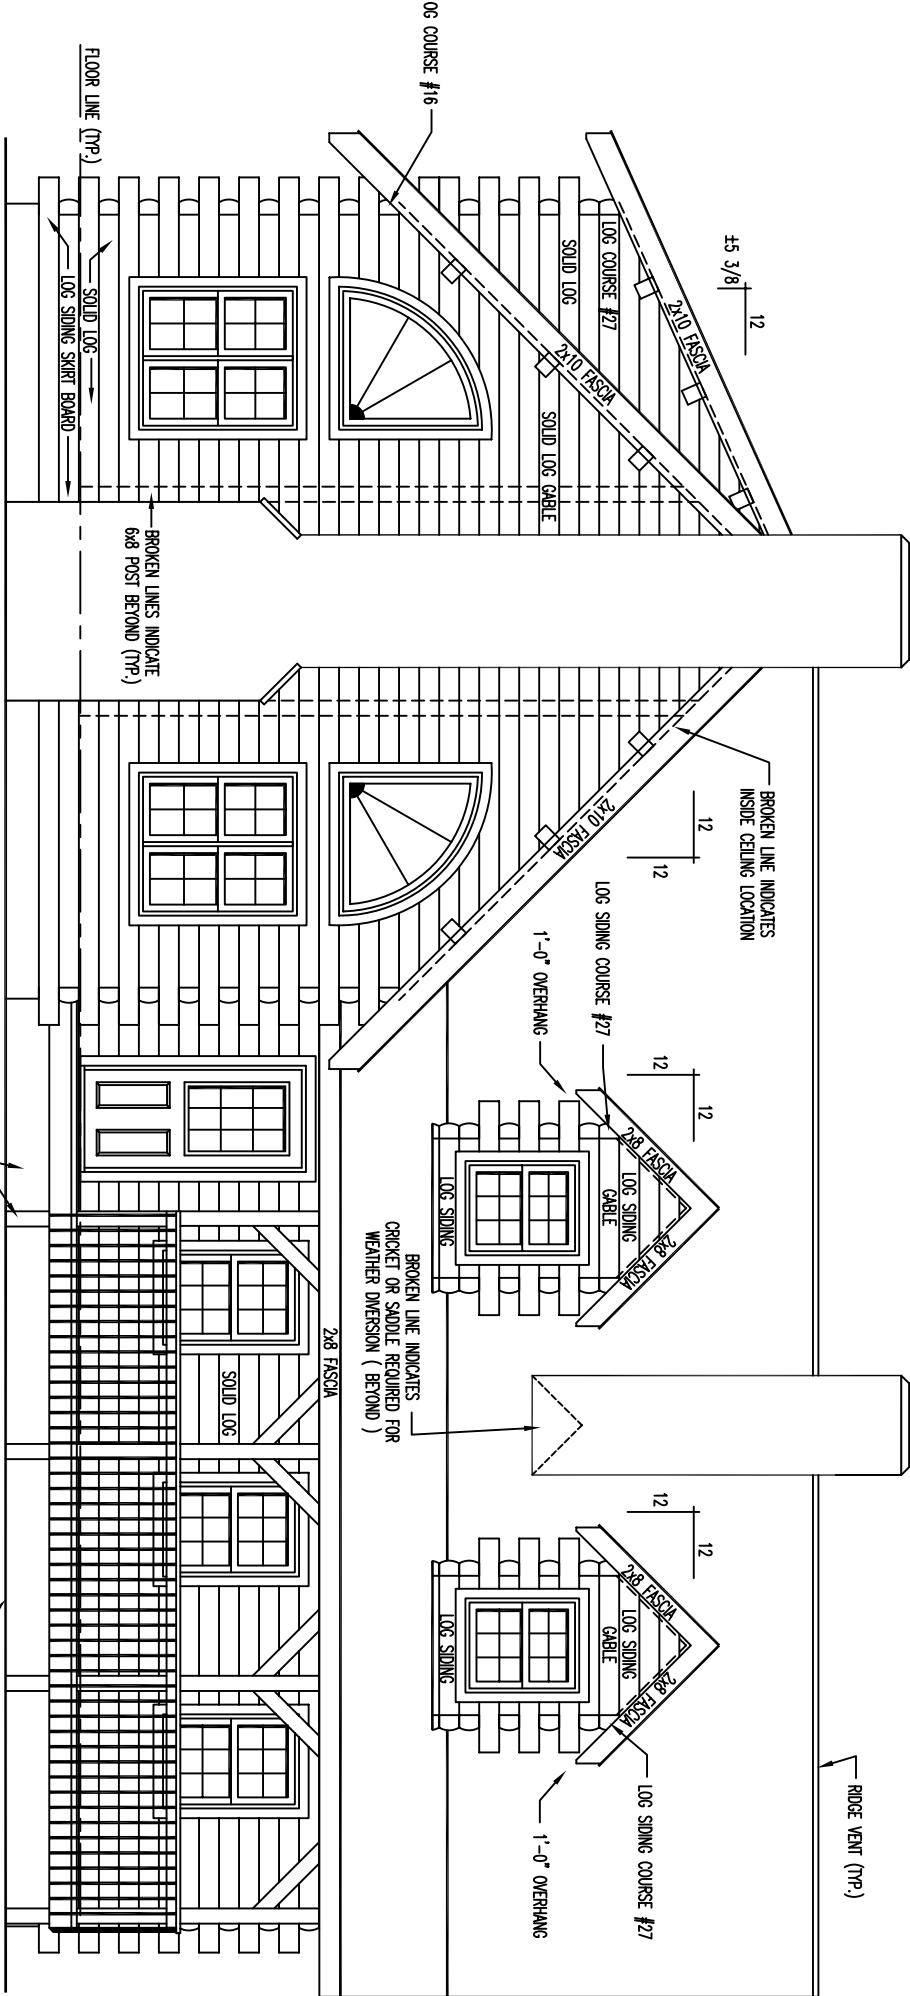 RIDGE VENT (TYP.)
±5 3/8
12
2x10 FASCIA
LOG COURSE #27
SOLID LOG
2x10 FASCIA
SOLID LOG GABLE
OG COURSE #16
BROKEN LINE INDICATES
INSIDE CEILING LOCATION
12
12
2x10 FASCIA
LOG SIDING COURSE #27
1'-0" OVERHANG
12
12
2x8 FASCIA
2x8 FASCIA
LOG SIDING
GABLE
LOG SIDING
BROKEN LINE INDICATES
CRICKET OR SADDLE REQUIRED FOR
WEATHER DIVERSION ( BEYOND )
12
12
2x8 FASCIA
2x8 FASCIA
LOG SIDING
GABLE
LOG SIDING
LOG SIDING COURSE #27
1'-0" OVERHANG
2x8 FASCIA
SOLID LOG
BROKEN LINES INDICATE
6x8 POST BEYOND (TYP.)
FLOOR LINE (TYP.)
SOLID LOG
LOG SIDING SKIRT BOARD